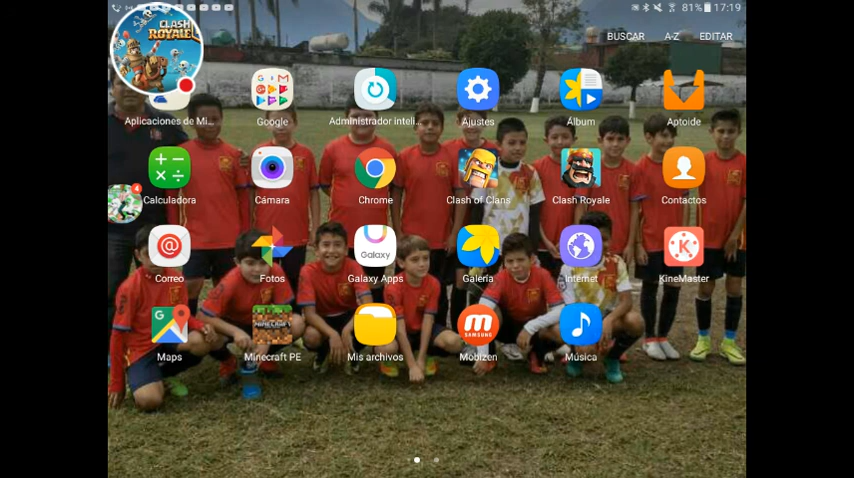 CLASH
ROYALE
81% 17:19
BUSCAR A-Z EDITAR
Aplicaciones de Mi...
Google
Administrador inteli...
Ajustes
Álbum
Aptoide
4
Calculadora
Cámara
Chrome
Clash of Clans
Clash Royale
Contactos
Correo
Fotos
Galaxy
Galaxy Apps
Galería
Internet
KineMaster
G
Maps
MINECRAFT
Minecraft PE
Mis archivos
SAMSUNG
Mobizen
Música